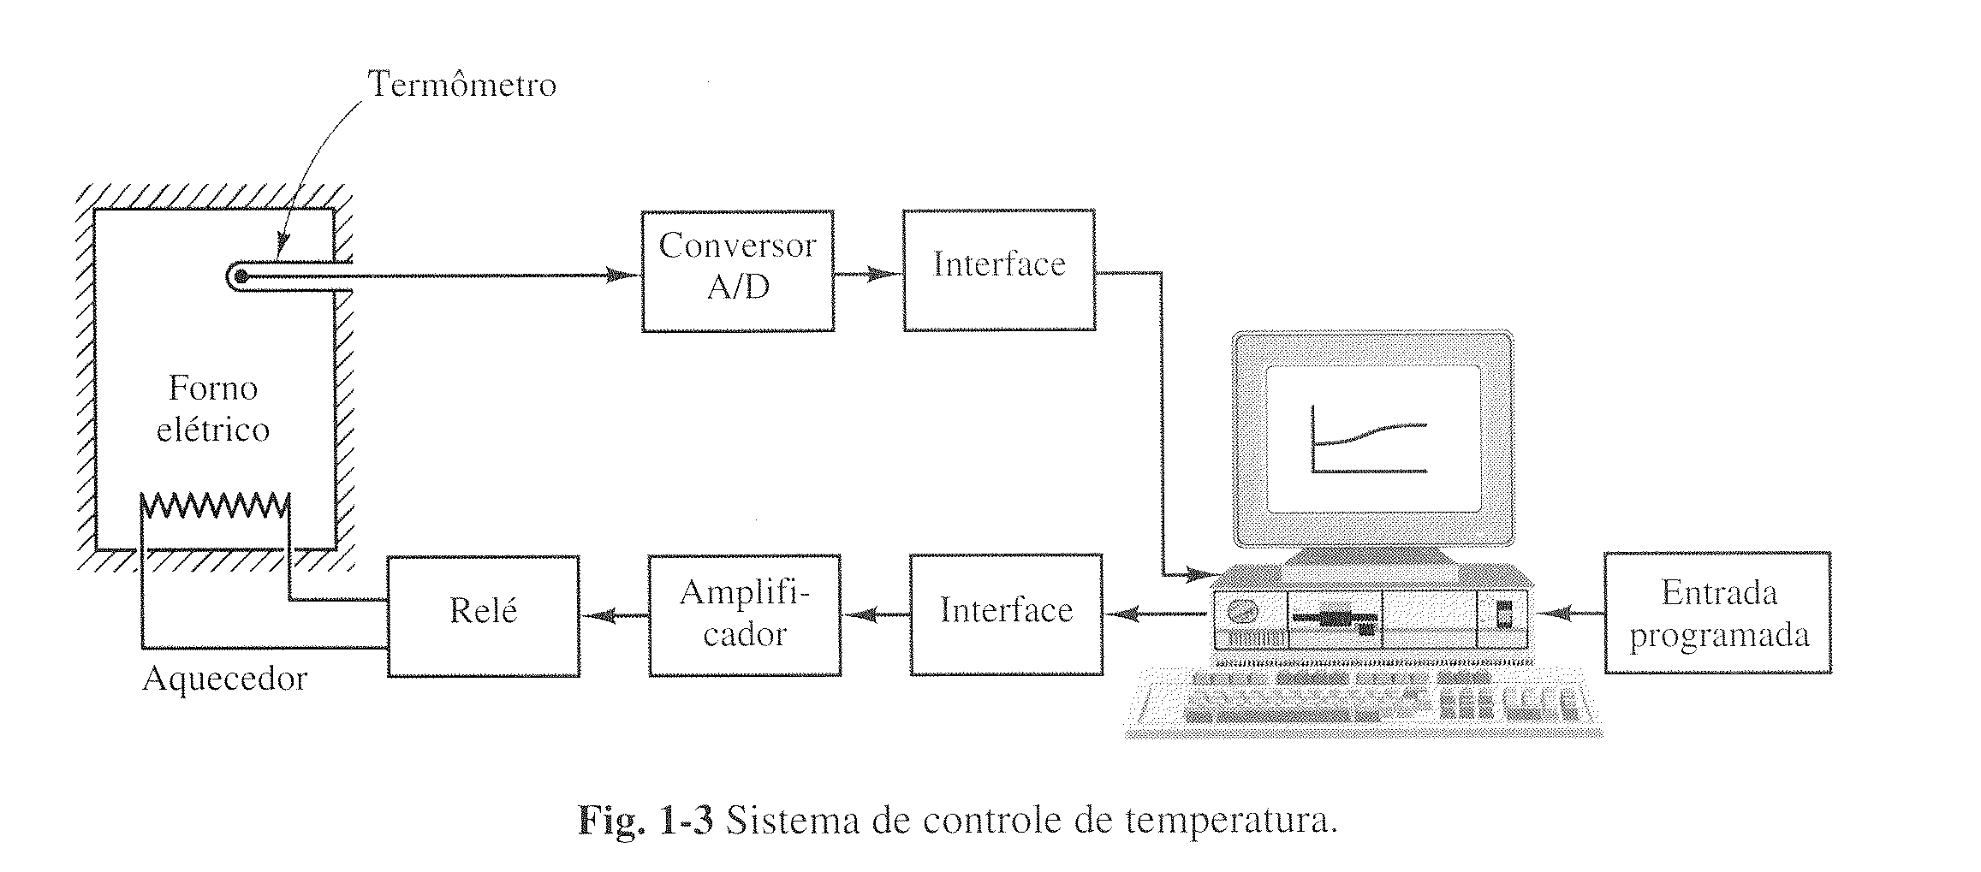 Termômetro
Conversor
A/D
Interface
Forno
elétrico
Relé
Amplifi-
cador
Interface
Entrada
programada
Aquecedor
Fig. 1-3 Sistema de controle de temperatura.